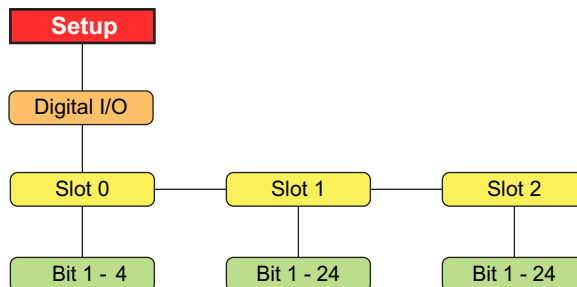 Setup
Digital I/O
Slot 0
Slot 1
Slot 2
Bit 1 - 4
Bit 1 - 24
Bit 1 - 24